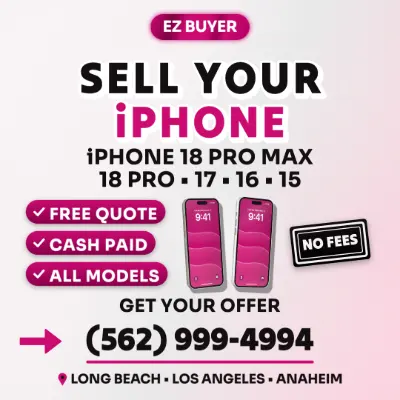 EZ BUYER
SELL YOUR
iPHONE
iPHONE 18 PRO MAX
18 PRO ▪ 17 ▪ 16 ▪ 15
FREE QUOTE
CASH PAID
ALL MODELS
9:41
9:41
NO FEES
GET YOUR OFFER
(562) 999-4994
LONG BEACH ▪ LOS ANGELES ▪ ANAHEIM